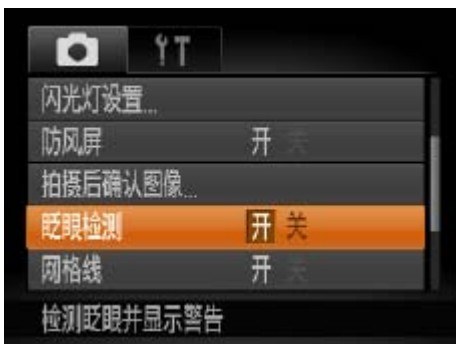 闪光灯设置...
防风屏 开 关
拍摄后确认图像...
眨眼检测 开 关
网格线 开 关
检测眨眼并显示警告